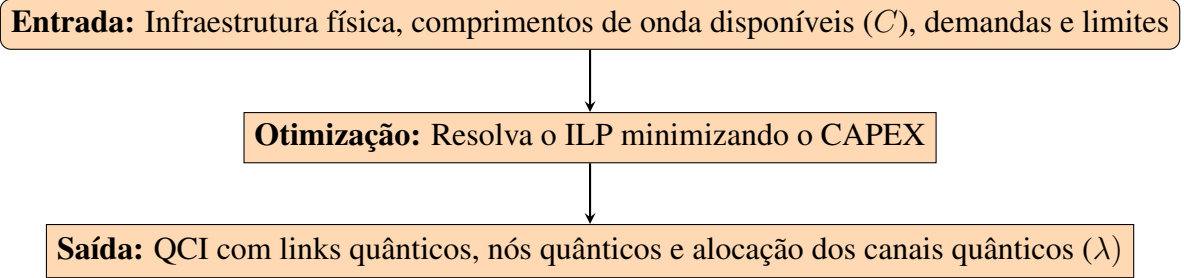 Entrada: Infraestrutura física, comprimentos de onda disponíveis (C), demandas e limites
Otimização: Resolva o ILP minimizando o CAPEX
Saída: QCI com links quânticos, nós quânticos e alocação dos canais quânticos (λ)